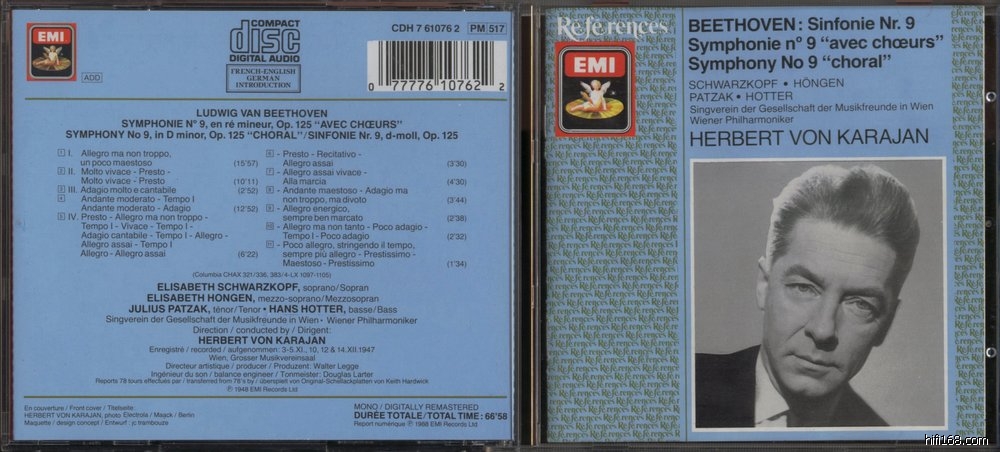 EMI
ADD
COMPACT
disc
DIGITAL AUDIO
FRENCH-ENGLISH
GERMAN
INTRODUCTION
CDH 7 61076 2
PM 517
0 77776 10762 2
LUDWIG VAN BEETHOVEN
SYMPHONIE N° 9, en ré mineur, Op. 125 "AVEC CHŒURS"
SYMPHONY No 9, in D minor, Op. 125 "CHORAL"/SINFONIE Nr. 9, d-moll, Op. 125
1 I. Allegro ma non troppo,
un poco maestoso (15'57)
2 II. Molto vivace - Presto -
Molto vivace - Presto (10'11)
3 III. Adagio molto e cantabile (2'52)
4 Andante moderato - Tempo I
Andante moderato - Adagio (12'52)
5 IV. Presto - Allegro ma non troppo -
Tempo I - Vivace - Tempo I -
Adagio cantabile - Tempo I - Allegro -
Allegro assai - Tempo I
Allegro - Allegro assai (6'22)
6 - Presto - Recitativo -
Allegro assai (3'30)
7 - Allegro assai vivace -
Alla marcia (4'30)
8 - Andante maestoso - Adagio ma
non troppo, ma divoto (3'44)
9 - Allegro energico,
sempre ben marcato (2'38)
10 - Allegro ma non tanto - Poco adagio -
Tempo I - Poco adagio (2'32)
11 - Poco allegro, stringendo il tempo,
sempre più allegro - Prestissimo -
Maestoso - Prestissimo (1'34)
(Columbia CHAX 321/336, 383/4-LX 1097-1105)
ELISABETH SCHWARZKOPF, soprano/Sopran
ELISABETH HONGEN, mezzo-soprano/Mezzosopran
JULIUS PATZAK, ténor/Tenor • HANS HOTTER, basse/Bass
Singverein der Gesellschaft der Musikfreunde in Wien • Wiener Philharmoniker
Direction / conducted by / Dirigent:
HERBERT VON KARAJAN
Enregistré / recorded / aufgenommen: 3-5.XI., 10, 12 & 14.XII.1947
Wien, Grosser Musikvereinsaal
Directeur artistique / producer / Produzent: Walter Legge
Ingénieur du son / balance engineer / Tonmeister: Douglas Larter
Reports 78 tours effectués par / transferred from 78's by / überspielt von Original-Schellackplatten von Keith Hardwick
℗ 1948 EMI Records Ltd
En couverture / Front cover / Titelseite:
HERBERT VON KARAJAN, photo Electrola / Maack / Berlin
Maquette / design concept / Entwurf : jc trambouze
MONO / DIGITALLY REMASTERED
DURÉE TOTALE/TOTAL TIME: 66'58
Report numérique ℗ 1988 EMI Records Ltd
References
EMI
BEETHOVEN: Sinfonie Nr. 9
Symphonie n° 9 "avec chœurs"
Symphony No 9 "choral"
SCHWARZKOPF • HÖNGEN
PATZAK • HOTTER
Singverein der Gesellschaft der Musikfreunde in Wien
Wiener Philharmoniker
HERBERT VON KARAJAN
hifi168.com